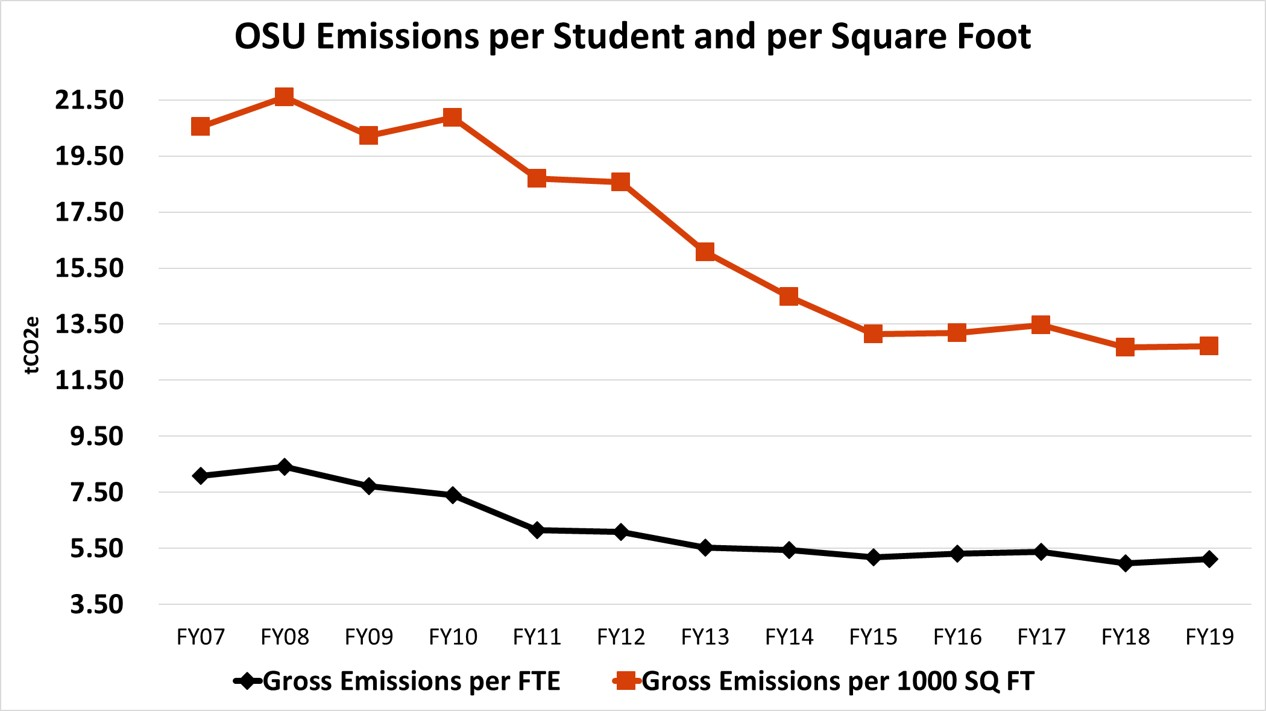 OSU Emissions per Student and per Square Foot
21.50
19.50
17.50
15.50
13.50
11.50
9.50
7.50
5.50
3.50
tCO2e
FY07 FY08 FY09 FY10 FY11 FY12 FY13 FY14 FY15 FY16 FY17 FY18 FY19
Gross Emissions per FTE Gross Emissions per 1000 SQ FT